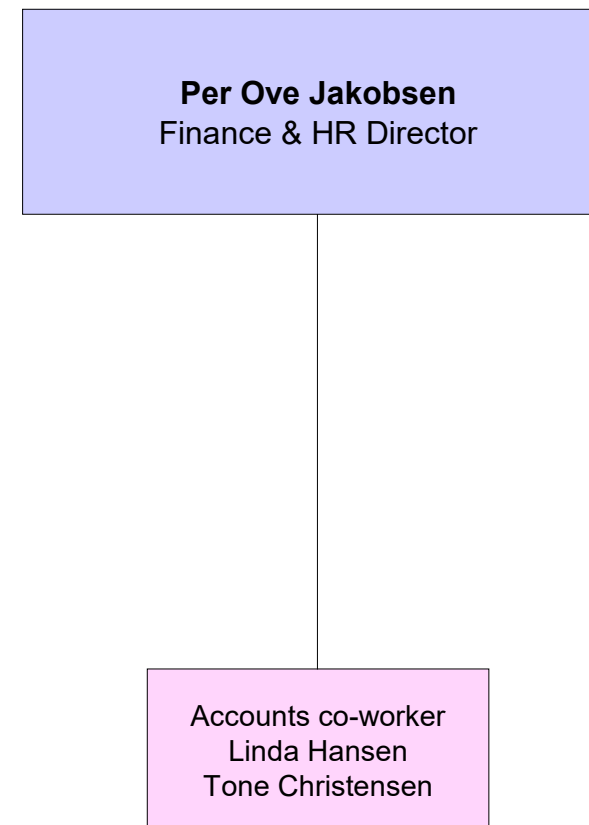 Per Ove Jakobsen
Finance & HR Director
Accounts co-worker
Linda Hansen
Tone Christensen